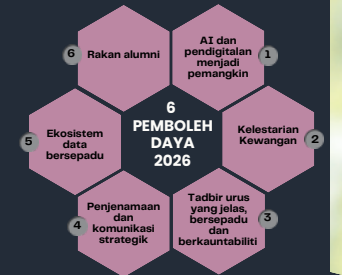 6
PEMBOLEH
DAYA
2026
AI dan
pendigitalan
menjadi
pemangkin
1
Kelestarian
Kewangan
2
Tadbir urus
yang jelas,
bersepadu
dan
berkauntabiliti
3
Penjenamaan
dan
komunikasi
strategik
4
Ekosistem
data
bersepadu
5
Rakan alumni
6